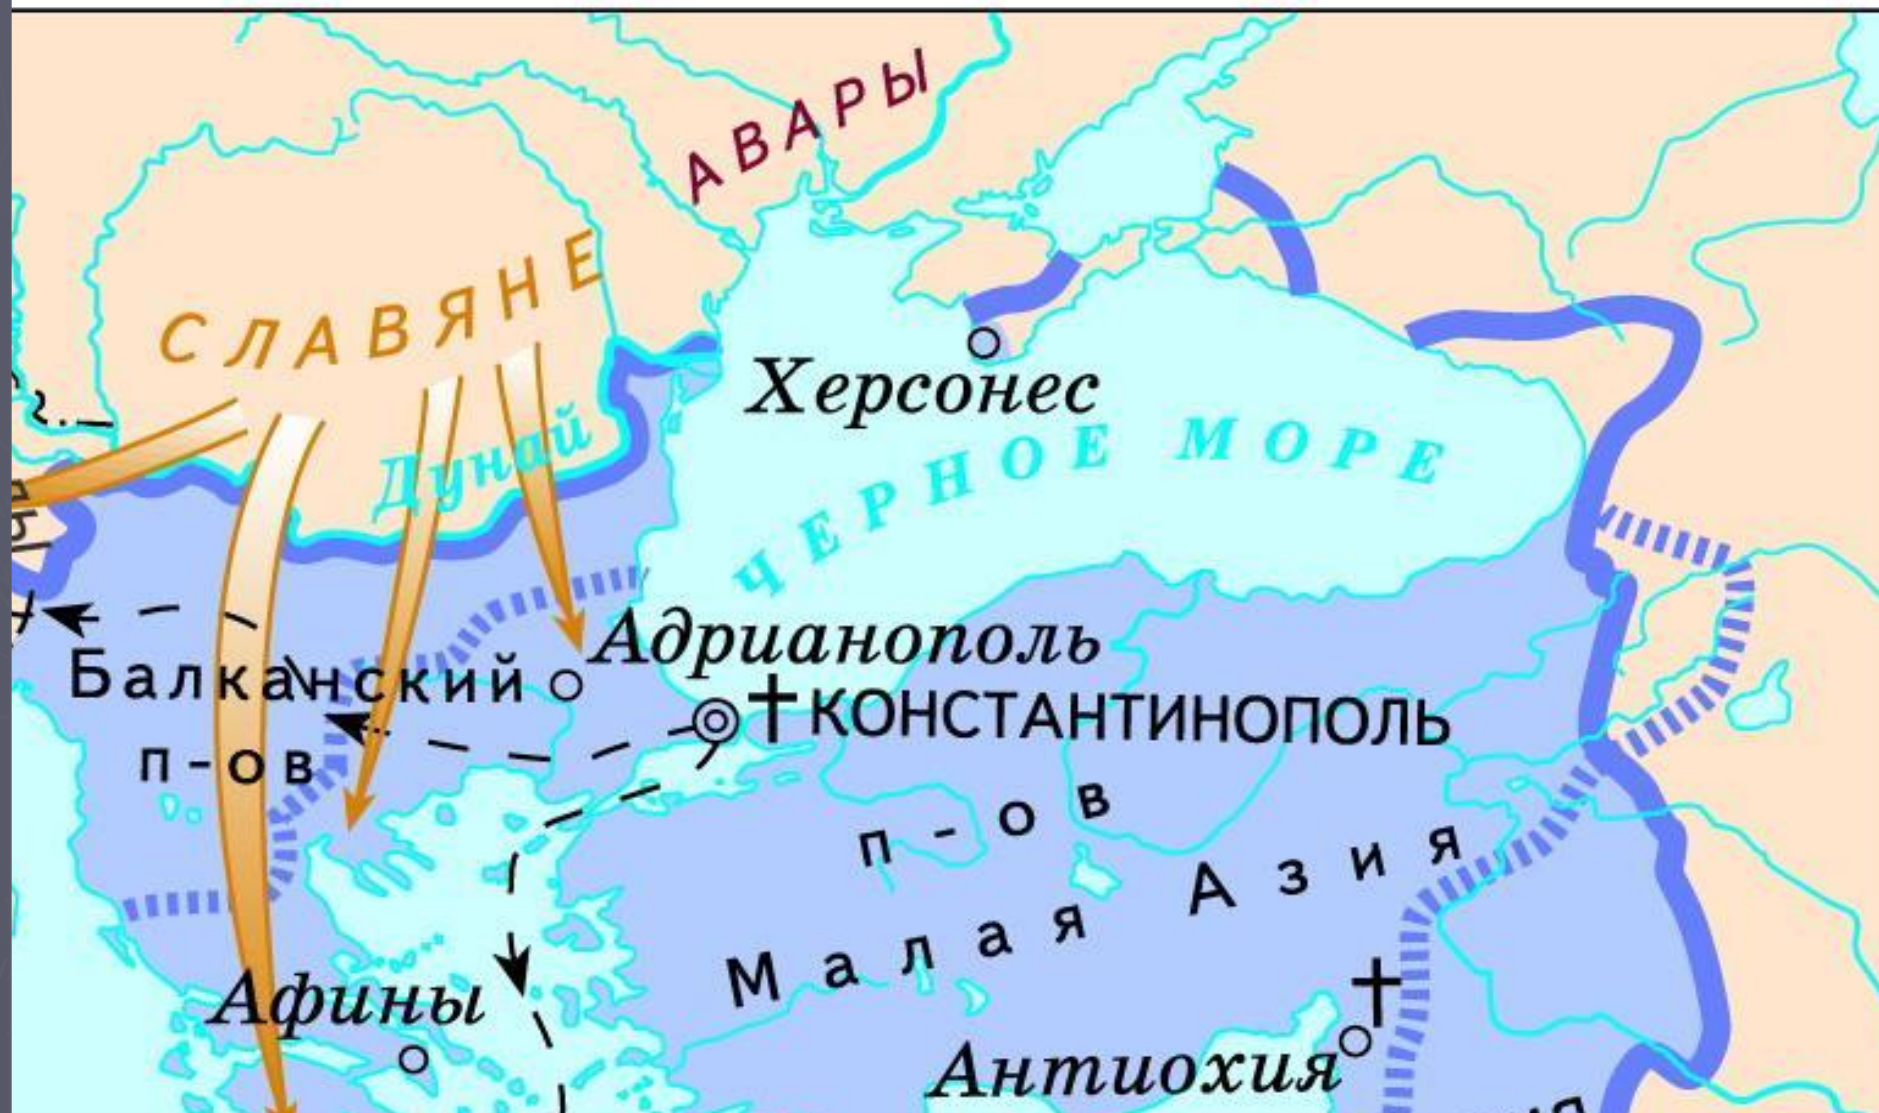 АВАРЫ
СЛАВЯНЕ
Херсонес
Дунай
ЧЕРНОЕ МОРЕ
Адрианополь
Балканский
п-ов
КОНСТАНТИНОПОЛЬ
п-ов
Малая Азия
Афины
Антиохия